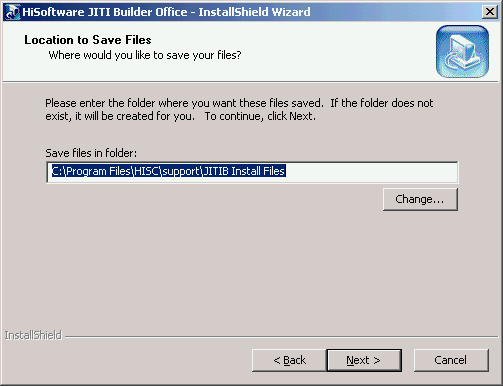 HiSoftware JITI Builder Office - InstallShield Wizard
Location to Save Files
Where would you like to save your files?
Please enter the folder where you want these files saved.  If the folder does not
exist, it will be created for you.   To continue, click Next.
Save files in folder:
C:\Program Files\HISC\support\JITIB Install Files
Change...
InstallShield
< Back
Next >
Cancel